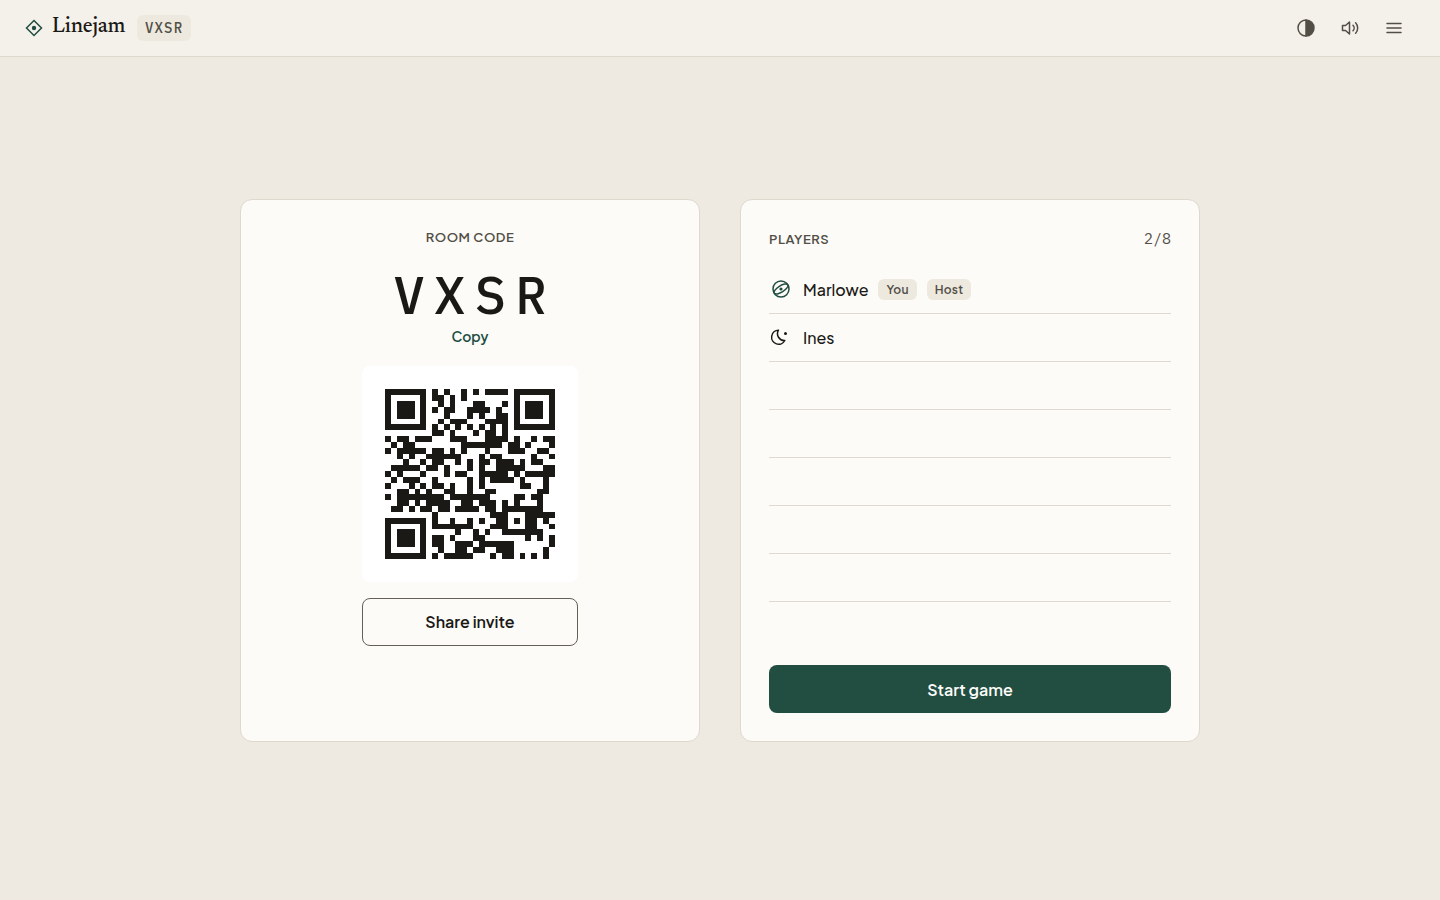 Linejam VXSR
ROOM CODE
VXSR
Copy
Share invite
PLAYERS 2/8
Marlowe You Host
Ines
Start game